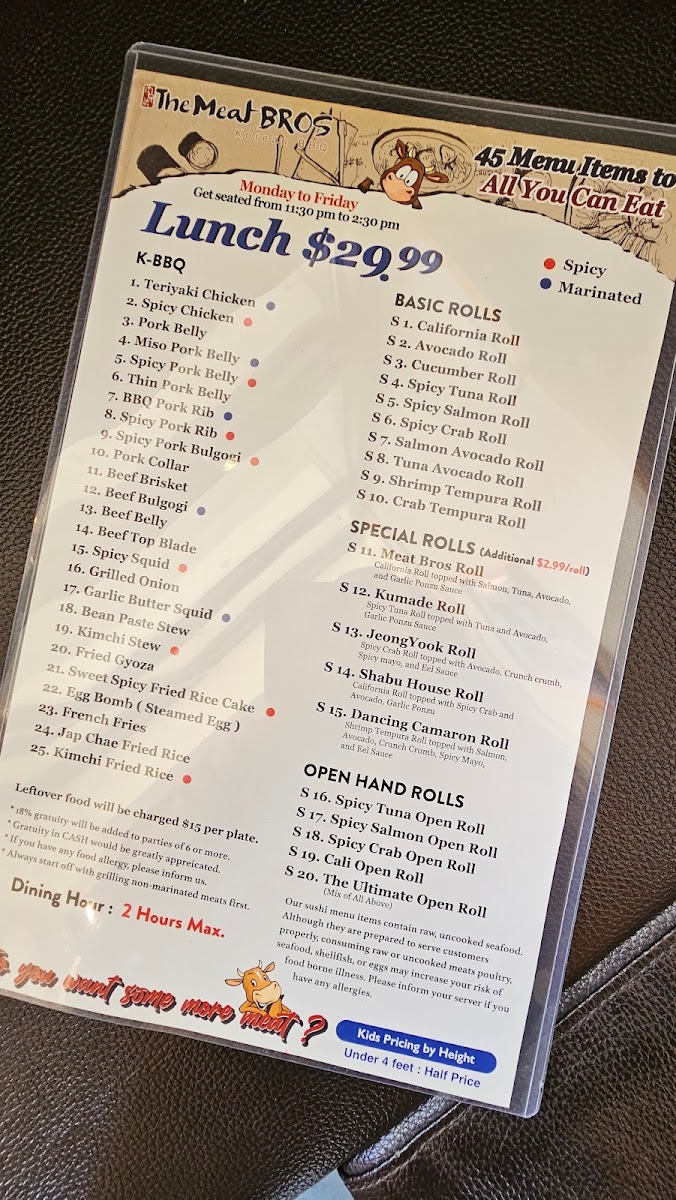 The Meat BROS
Korean BBQ
45 Menu Items to
All You Can Eat
Monday to Friday
Get seated from 11:30 pm to 2:30 pm
Lunch $29.99
Spicy
Marinated
K-BBQ
1. Teriyaki Chicken
2. Spicy Chicken
3. Pork Belly
4. Miso Pork Belly
5. Spicy Pork Belly
6. Thin Pork Belly
7. BBQ Pork Rib
8. Spicy Pork Rib
9. Spicy Pork Bulgogi
10. Pork Collar
11. Beef Brisket
12. Beef Bulgogi
13. Beef Belly
14. Beef Top Blade
15. Spicy Squid
16. Grilled Onion
17. Garlic Butter Squid
18. Bean Paste Stew
19. Kimchi Stew
20. Fried Gyoza
21. Sweet Spicy Fried Rice Cake
22. Egg Bomb ( Steamed Egg )
23. French Fries
24. Jap Chae Fried Rice
25. Kimchi Fried Rice
Leftover food will be charged $15 per plate.
* 18% gratuity will be added to parties of 6 or more.
* Gratuity in CASH would be greatly appreicated.
* If you have any food allergy, please inform us.
* Always start off with grilling non-marinated meats first.
Dining Hour : 2 Hours Max.
BASIC ROLLS
S 1. California Roll
S 2. Avocado Roll
S 3. Cucumber Roll
S 4. Spicy Tuna Roll
S 5. Spicy Salmon Roll
S 6. Spicy Crab Roll
S 7. Salmon Avocado Roll
S 8. Tuna Avocado Roll
S 9. Shrimp Tempura Roll
S 10. Crab Tempura Roll
SPECIAL ROLLS (Additional $2.99/roll)
S 11. Meat Bros Roll
California Roll topped with Salmon, Tuna, Avocado,
and Garlic Ponzu Sauce
S 12. Kumade Roll
Spicy Tuna Roll topped with Tuna and Avocado,
Garlic Ponzu Sauce
S 13. JeongYook Roll
Spicy Crab Roll topped with Avocado, Crunch crumb,
Spicy mayo, and Eel Sauce
S 14. Shabu House Roll
California Roll topped with Spicy Crab and
Avocado, Garlic Ponzu
S 15. Dancing Camaron Roll
Shrimp Tempura Roll topped with Salmon,
Avocado, Crunch Crumb, Spicy Mayo,
and Eel Sauce
OPEN HAND ROLLS
S 16. Spicy Tuna Open Roll
S 17. Spicy Salmon Open Roll
S 18. Spicy Crab Open Roll
S 19. Cali Open Roll
S 20. The Ultimate Open Roll
(Mix of All Above)
Our sushi menu items contain raw, uncooked seafood.
Although they are prepared to serve customers
properly, consuming raw or uncooked meats poultry,
seafood, shellfish, or eggs may increase your risk of
food borne illness. Please inform your server if you
have any allergies.
you want some more meat ?
Kids Pricing by Height
Under 4 feet : Half Price